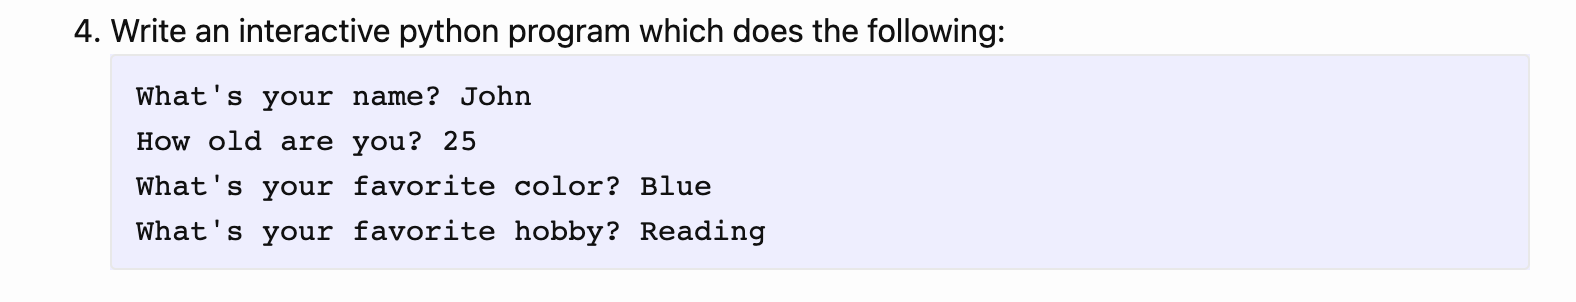 4. Write an interactive python program which does the following:
What's your name? John
How old are you? 25
What's your favorite color? Blue
What's your favorite hobby? Reading